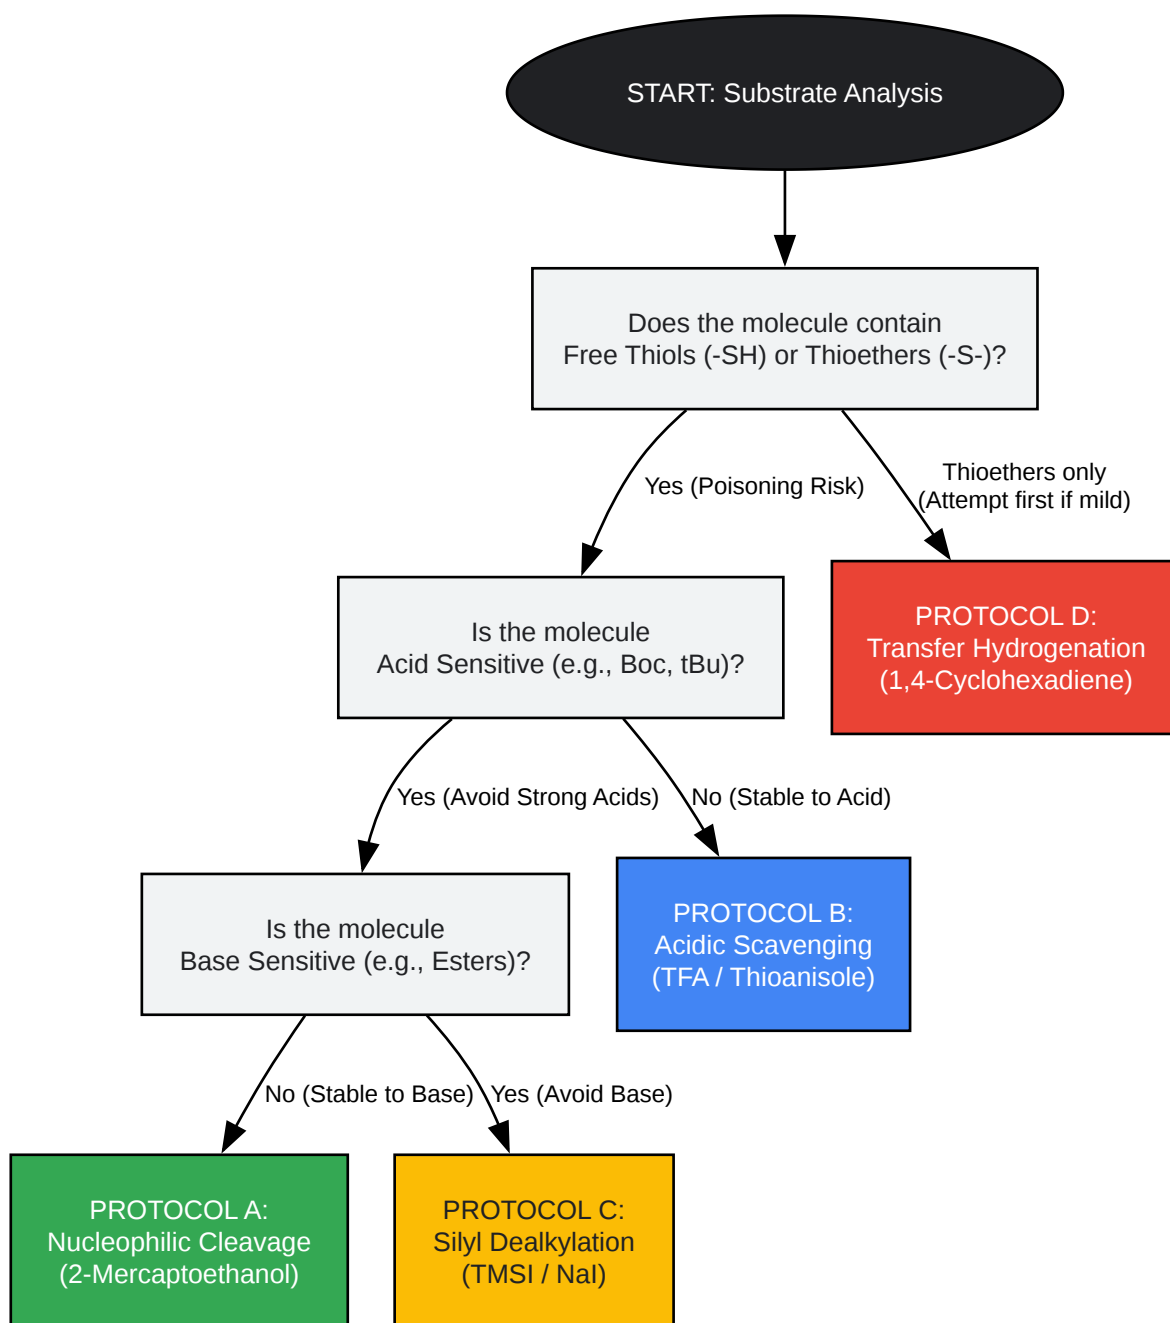 START: Substrate Analysis
Does the molecule contain
Free Thiols (-SH) or Thioethers (-S-)?
Yes (Poisoning Risk)
Thioethers only
(Attempt first if mild)
Is the molecule
Acid Sensitive (e.g., Boc, tBu)?
PROTOCOL D:
Transfer Hydrogenation
(1,4-Cyclohexadiene)
Yes (Avoid Strong Acids)
No (Stable to Acid)
Is the molecule
Base Sensitive (e.g., Esters)?
PROTOCOL B:
Acidic Scavenging
(TFA / Thioanisole)
No (Stable to Base)
Yes (Avoid Base)
PROTOCOL A:
Nucleophilic Cleavage
(2-Mercaptoethanol)
PROTOCOL C:
Silyl Dealkylation
(TMSI / NaI)